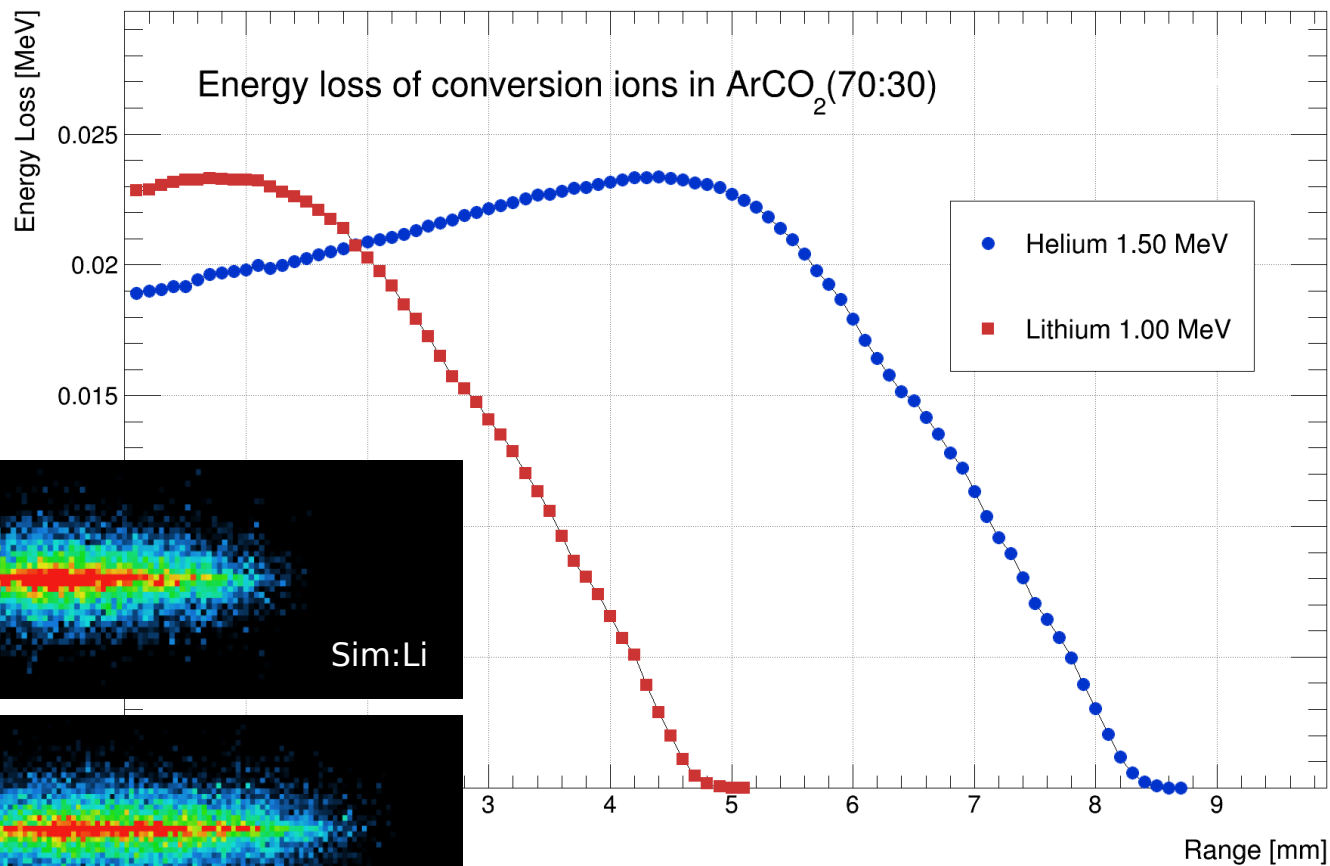 Energy Loss [MeV]
Energy loss of conversion ions in ArCO2(70:30)
0.025
0.02
0.015
Helium 1.50 MeV
Lithium 1.00 MeV
Sim:Li
3 4 5 6 7 8 9
Range [mm]